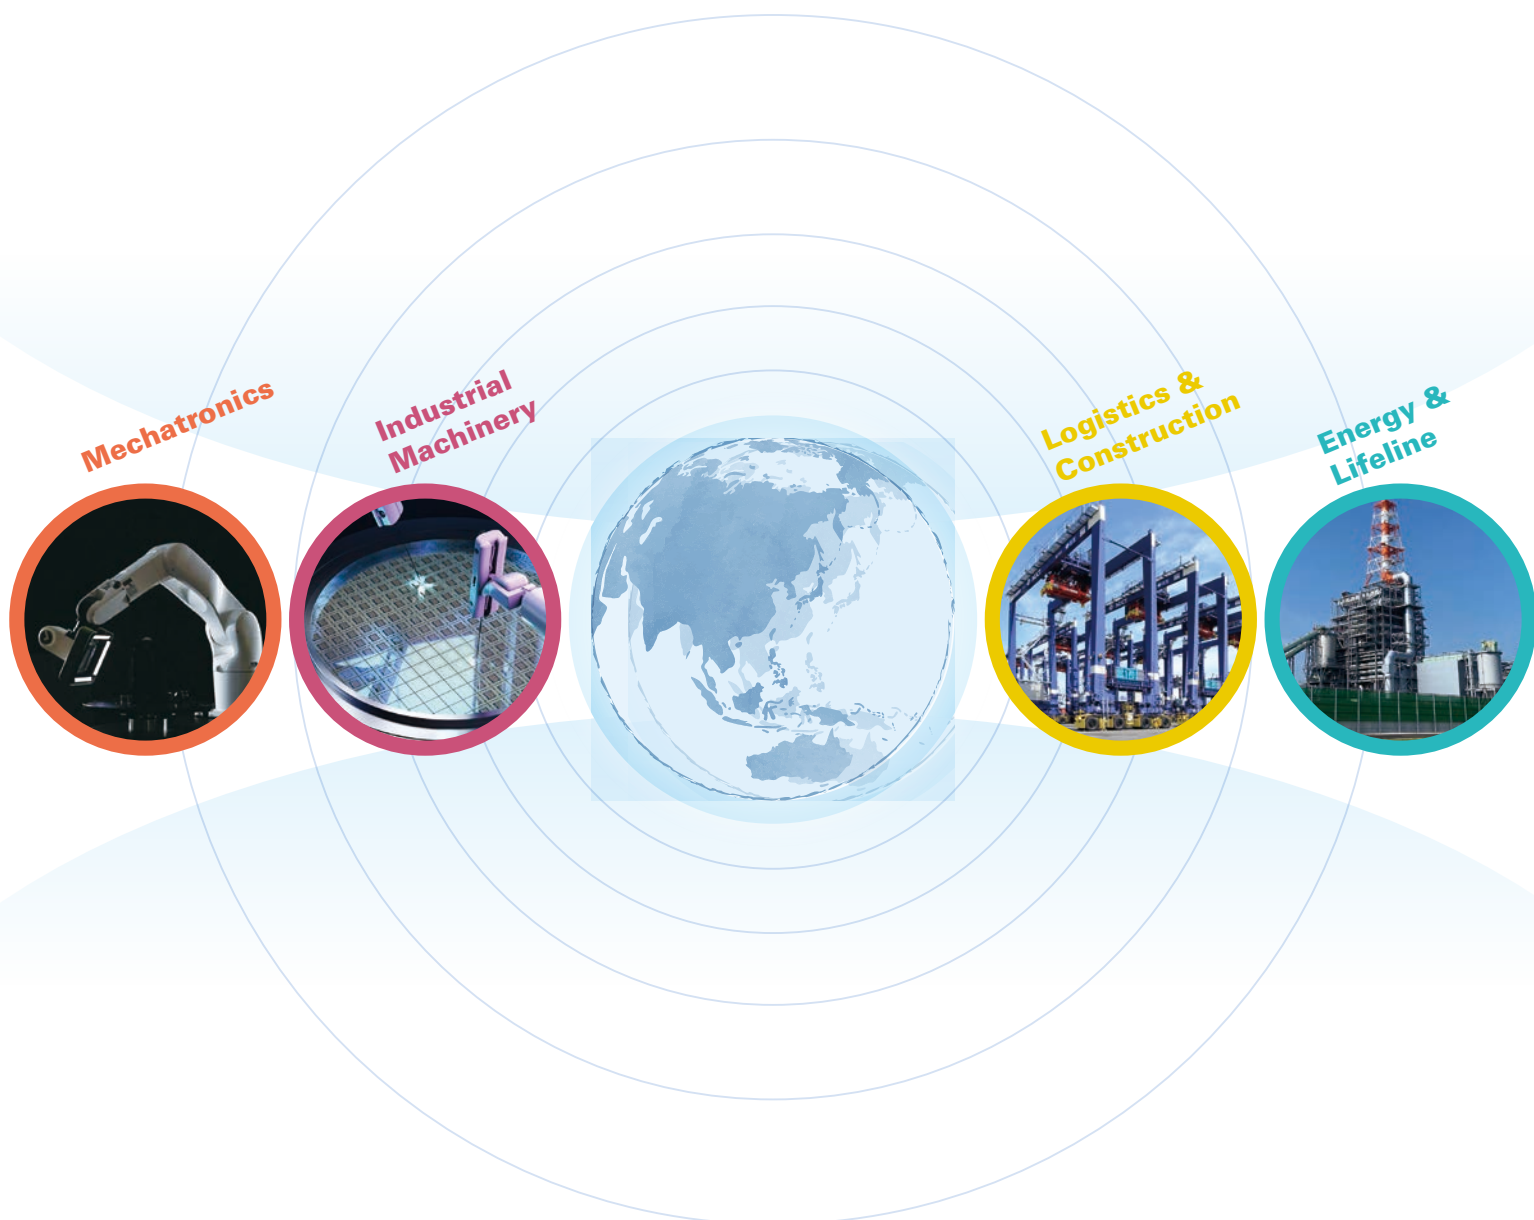 Mechatronics
Industrial
Machinery
Logistics &
Construction
Energy &
Lifeline